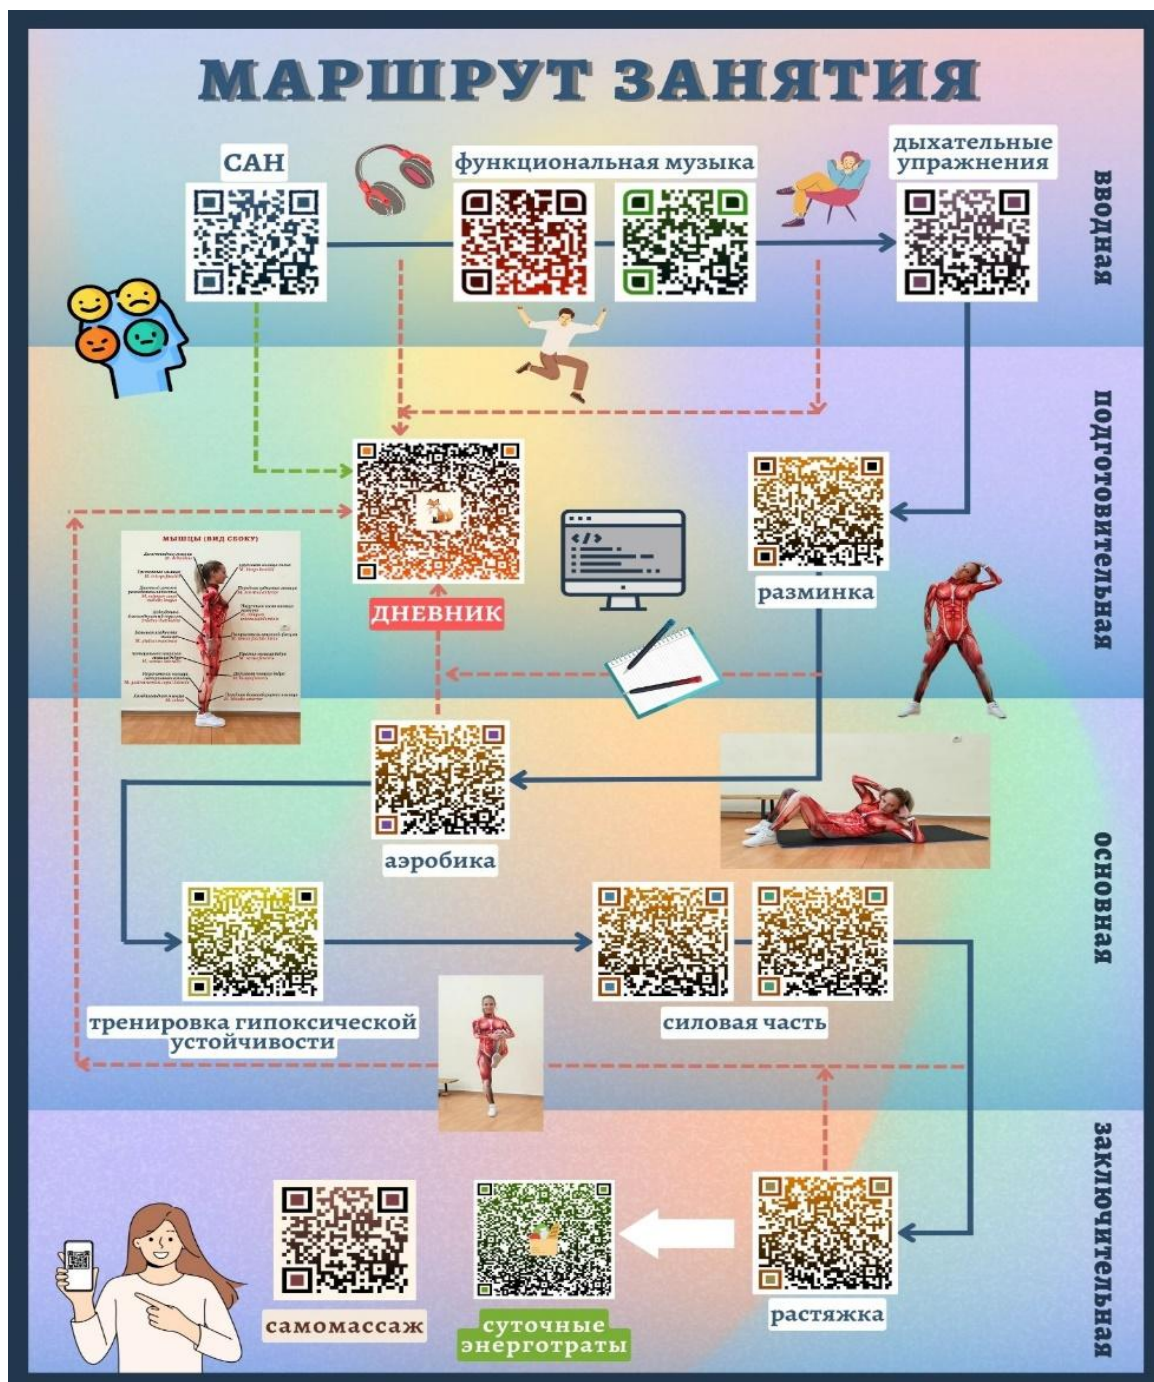 МАРШРУТ ЗАНЯТИЯ
САН
функциональная музыка
дыхательные
упражнения
вводная
подготовительная
МЫШЦЫ (ВИД СБОКУ)
ДНЕВНИК
разминка
аэробика
основная
тренировка гипоксической
устойчивости
силовая часть
заключительная
самомассаж
суточные
энерготраты
растяжка